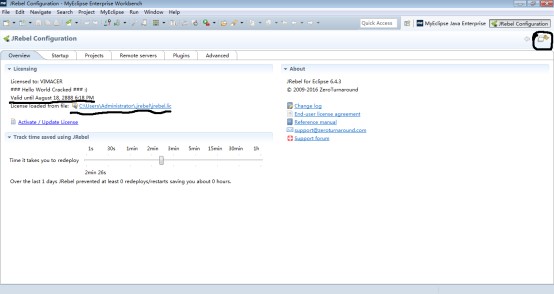 JRebel Configuration - MyEclipse Enterprise Workbench
File Edit Navigate Search Project MyEclipse Run Window Help
Quick Access
MyEclipse Java Enterprise
JRebel Configuration
JRebel Configuration
Overview Startup Projects Remote servers Plugins Advanced
Licensing
Licensed to: VIMACER
### Hello World Cracked ### :(
Valid until August 18, 2888 6:18 PM
License loaded from file: C:\Users\Administrator\.jrebel\jrebel.lic
Activate / Update License
Track time saved using JRebel
1s 30s 1min 2min 3min 5min 15min 30min 1h
Time it takes you to redeploy
2min 26s
Over the last 1 days JRebel prevented at least 0 redeploys/restarts saving you about 0 hours.
About
JRebel for Eclipse 6.4.3
© 2009-2016 ZeroTurnaround
Change log
End-user license agreement
Reference manual
support@zeroturnaround.com
Support forum